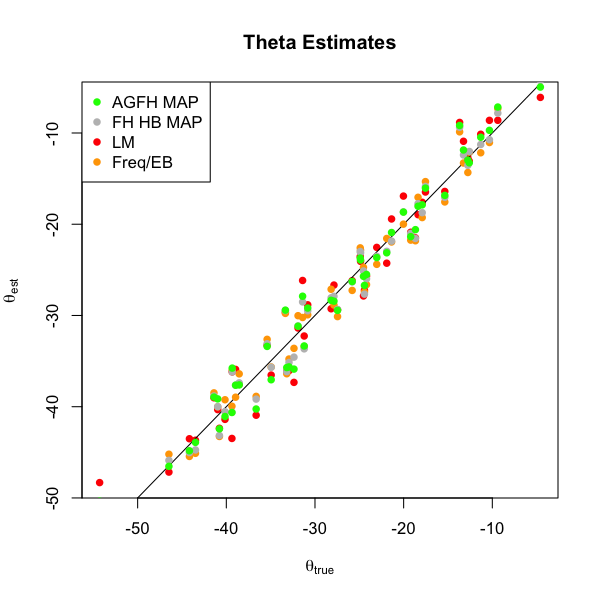 Theta Estimates
AGFH MAP
FH HB MAP
LM
Freq/EB
-10
-20
-30
-40
-50
θest
-50 -40 -30 -20 -10
θtrue